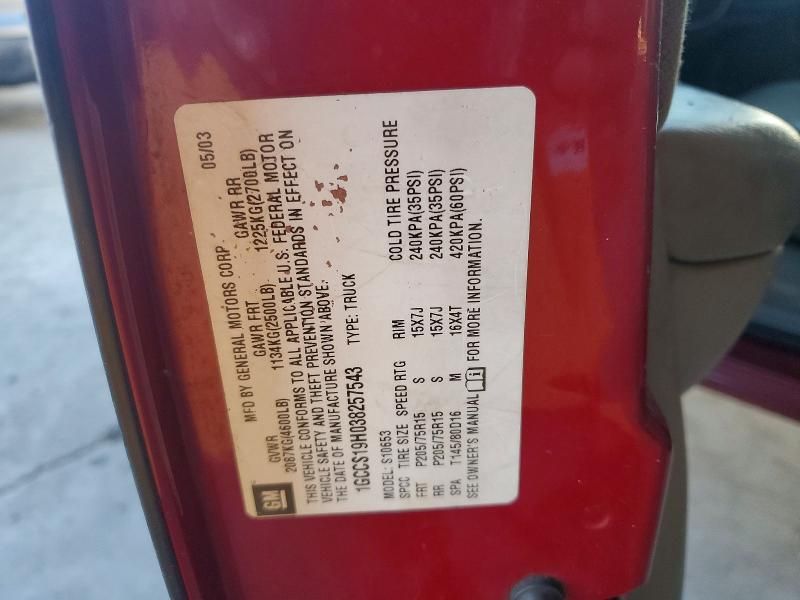 GM MFD BY GENERAL MOTORS CORP. 05/03
GVWR GAWR FRT GAWR RR
2087KG(4600LB) 1134KG(2500LB) 1225KG(2700LB)
THIS VEHICLE CONFORMS TO ALL APPLICABLE U.S. FEDERAL MOTOR
VEHICLE SAFETY AND THEFT PREVENTION STANDARDS IN EFFECT ON
THE DATE OF MANUFACTURE SHOWN ABOVE.
1GCCS19H038257543 TYPE: TRUCK
MODEL: S10653
SPCC TIRE SIZE SPEED RTG RIM COLD TIRE PRESSURE
FRT P205/75R15 S 15X7J 240KPA(35PSI)
RR P205/75R15 S 15X7J 240KPA(35PSI)
SPA T145/80D16 M 16X4T 420KPA(60PSI)
SEE OWNER'S MANUAL i FOR MORE INFORMATION.